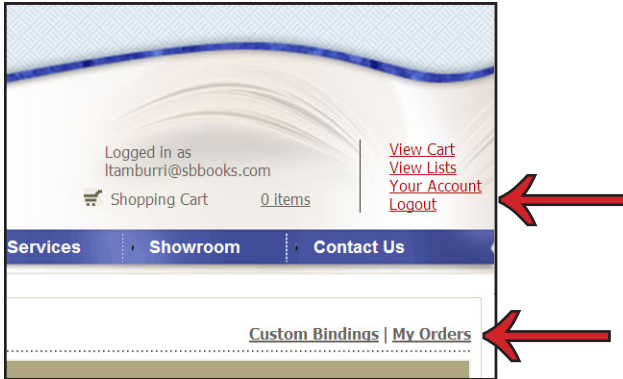 Logged in as
ltamburri@sbbooks.com
Shopping Cart 0 items
View Cart
View Lists
Your Account
Logout
Services Showroom Contact Us
Custom Bindings | My Orders